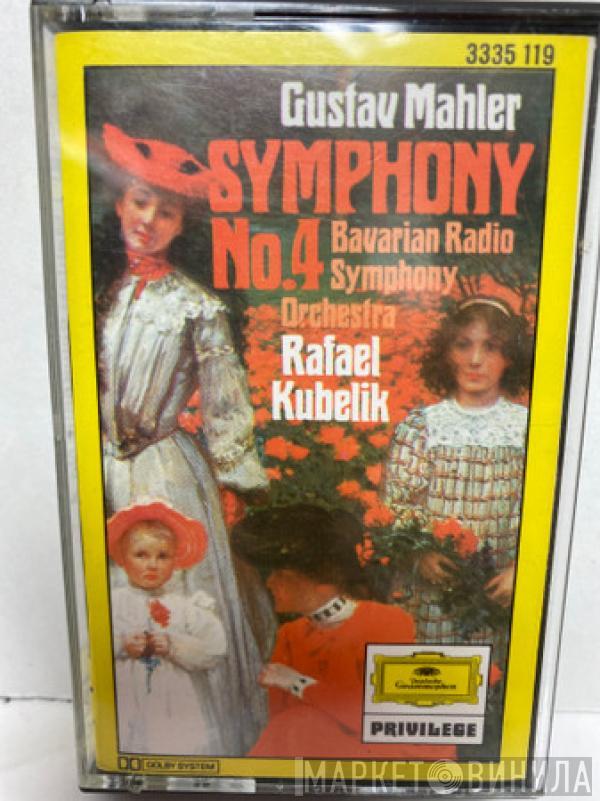 3335 119
Gustav Mahler
SYMPHONY
No.4
Bavarian Radio
Symphony
Orchestra
Rafael
Kubelik
Deutsche
Grammophon
PRIVILEGE
DOLBY SYSTEM
МАРКЕТ ВИНИЛА